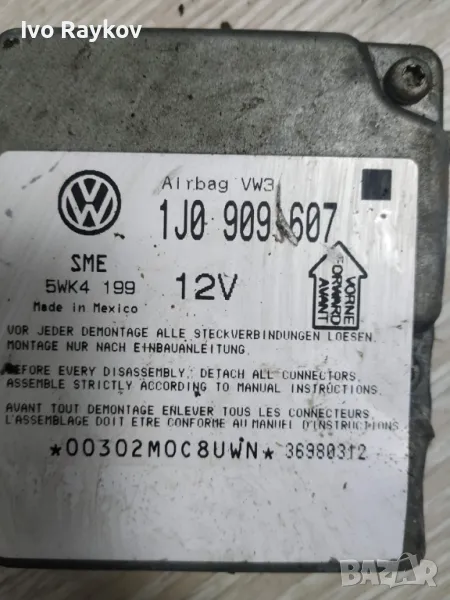 Ivo Raykov
Airbag VW3
1J0 909 607
SME
5WK4 199
12V
Made in Mexico
VORNE
FORWARD
AVANT
VOR JEDER DEMONTAGE ALLE STECKVERBINDUNGEN LOESEN.
MONTAGE NUR NACH EINBAUANLEITUNG.
BEFORE EVERY DISASSEMBLY, DETACH ALL CONNECTORS.
ASSEMBLE STRICTLY ACCORDING TO MANUAL INSTRUCTIONS.
AVANT TOUT DEMONTAGE ENLEVER TOUS LES CONNECTEURS.
L'ASSEMBLAGE DOIT ETRE CONFORME AU MANUEL D'INSTRUCTIONS
*00302M0C8UWN* 36980312
bazar